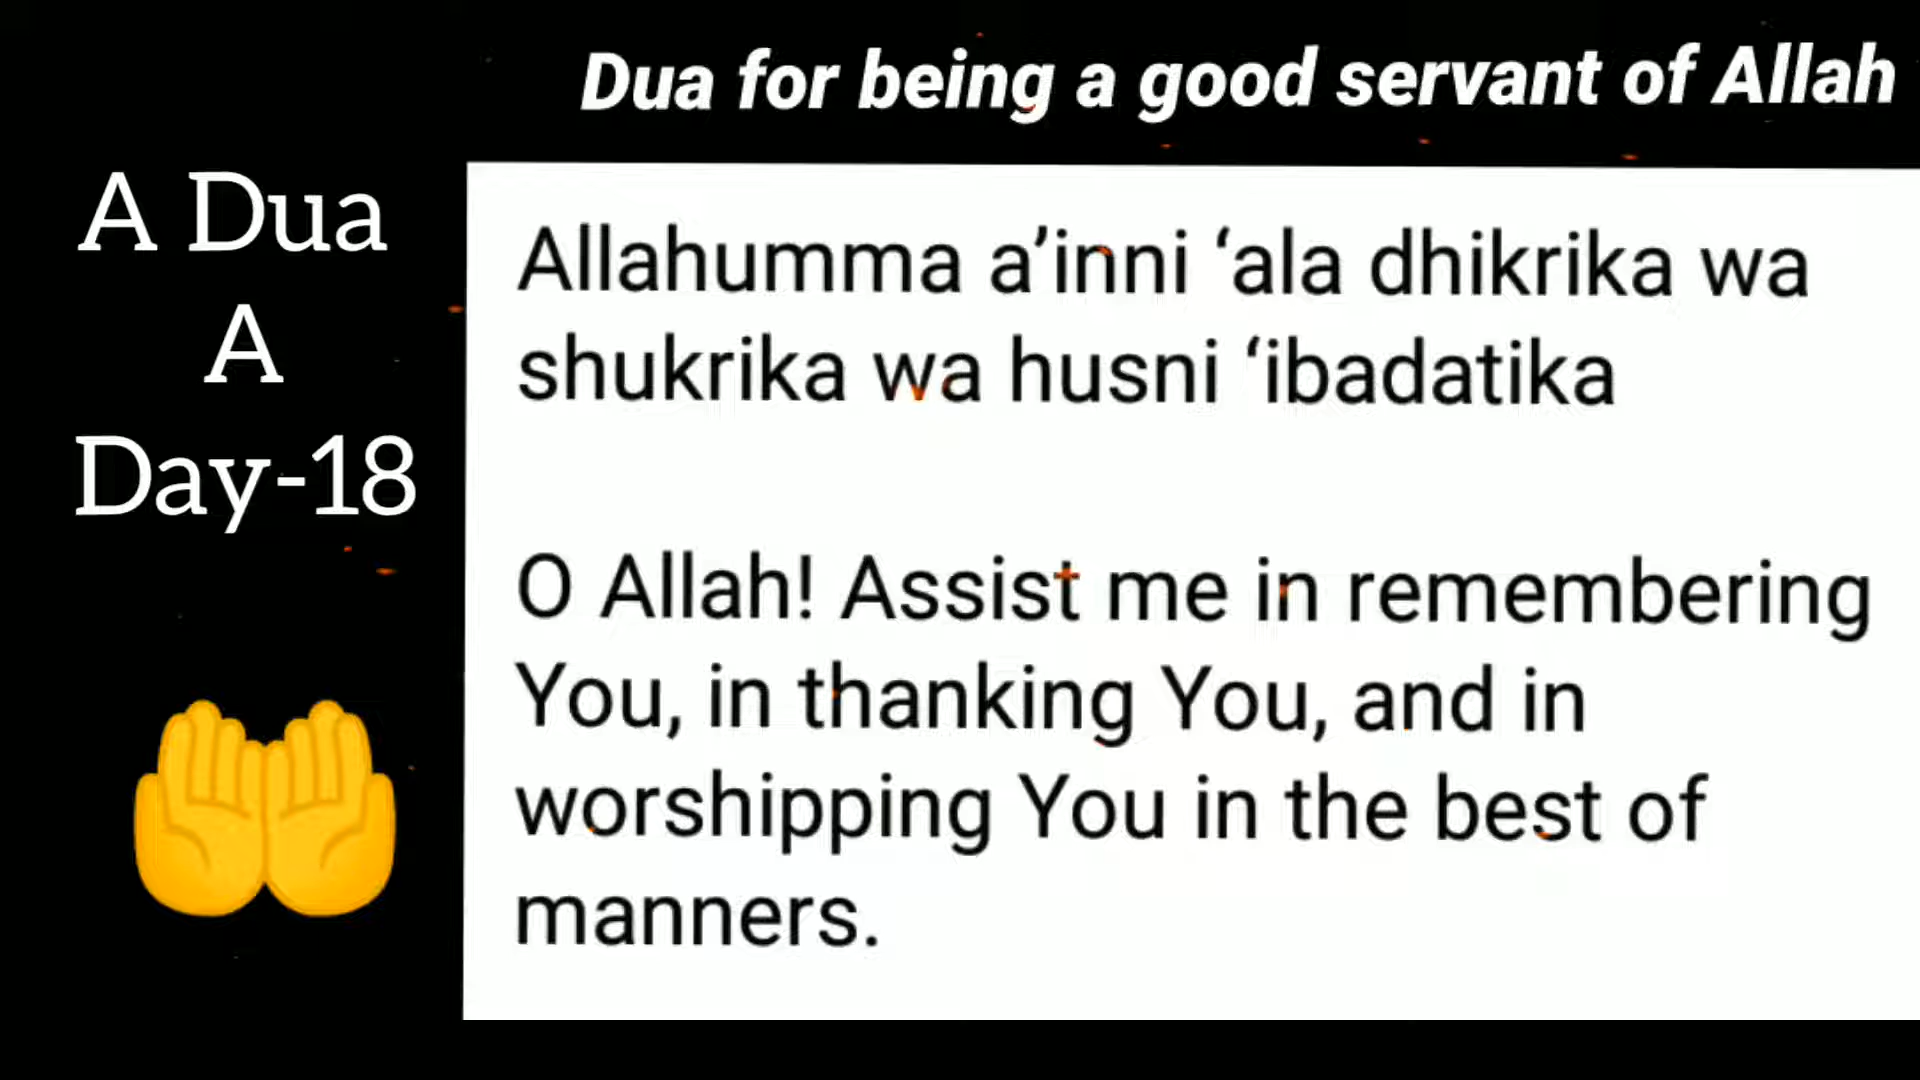 Dua for being a good servant of Allah
A Dua
A
Day-18
Allahumma a’inni ‘ala dhikrika wa
shukrika wa husni ‘ibadatika
O Allah! Assist me in remembering
You, in thanking You, and in
worshipping You in the best of
manners.